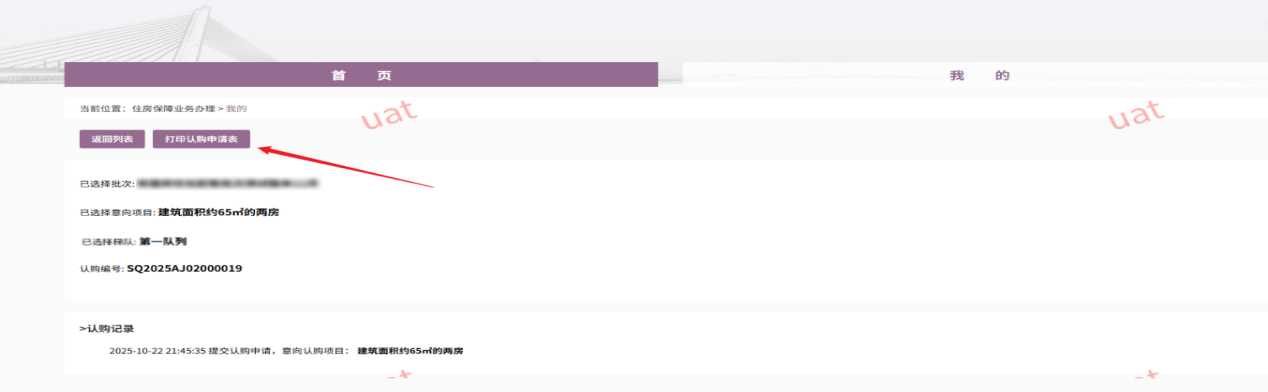 首 页 我 的
当前位置：住房保障业务办理 > 我的
uat uat
返回列表 打印认购申请表
已选择批次:
已选择意向项目: 建筑面积约65㎡的两房
已选择梯队: 第一队列
认购编号: SQ2025AJ02000019
>认购记录
2025-10-22 21:45:35 提交认购申请，意向认购项目： 建筑面积约65㎡的两房
uat uat